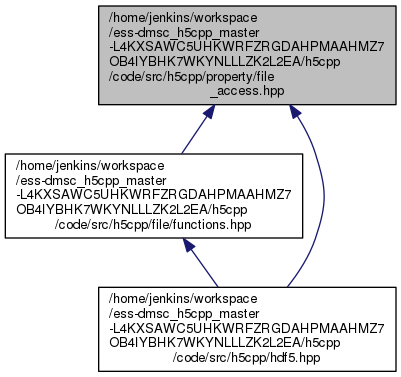 /home/jenkins/workspace
/ess-dmsc_h5cpp_master
-L4KXSAWC5UHKWRFZRGDAHPMAAHMZ7
OB4IYBHK7WKYNLLLZK2L2EA/h5cpp
/code/src/h5cpp/property/file
_access.hpp
/home/jenkins/workspace
/ess-dmsc_h5cpp_master
-L4KXSAWC5UHKWRFZRGDAHPMAAHMZ7
OB4IYBHK7WKYNLLLZK2L2EA/h5cpp
/code/src/h5cpp/file/functions.hpp
/home/jenkins/workspace
/ess-dmsc_h5cpp_master
-L4KXSAWC5UHKWRFZRGDAHPMAAHMZ7
OB4IYBHK7WKYNLLLZK2L2EA/h5cpp
/code/src/h5cpp/hdf5.hpp